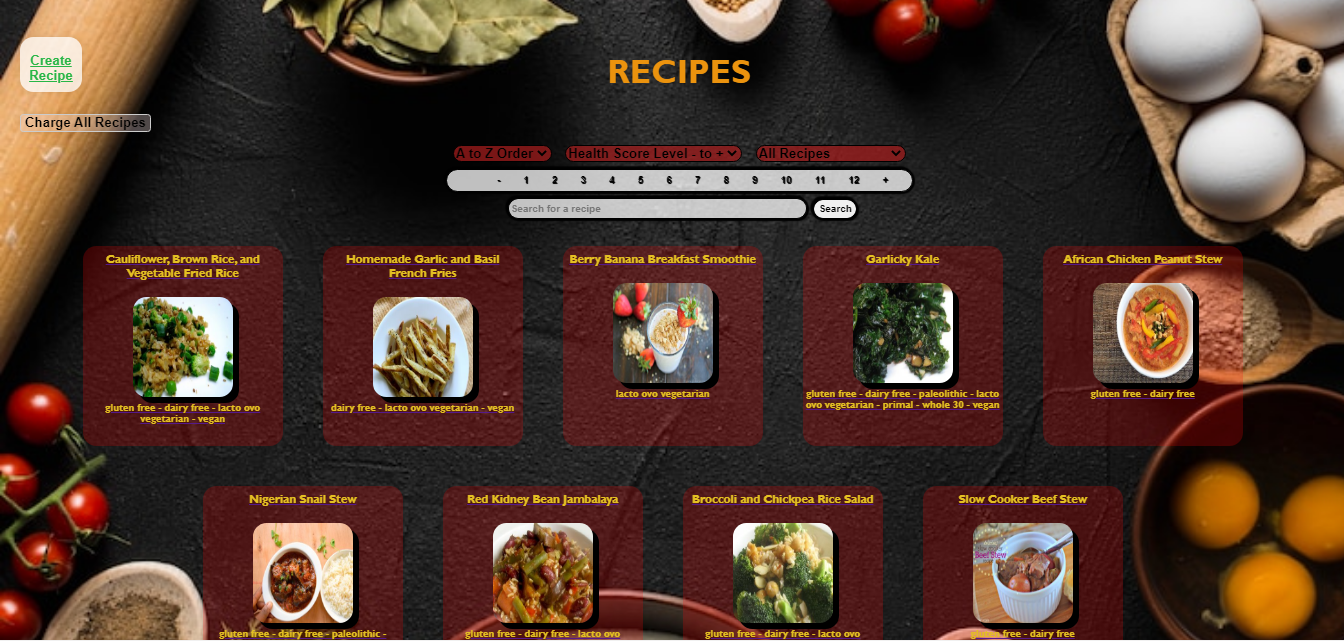 Create
Recipe
RECIPES
Charge All Recipes
A to Z Order
Health Score Level - to +
All Recipes
- 1 2 3 4 5 6 7 8 9 10 11 12 +
Search for a recipe
Search
Cauliflower, Brown Rice, and
Vegetable Fried Rice
gluten free - dairy free - lacto ovo
vegetarian - vegan
Homemade Garlic and Basil
French Fries
dairy free - lacto ovo vegetarian - vegan
Berry Banana Breakfast Smoothie
lacto ovo vegetarian
Garlicky Kale
gluten free - dairy free - paleolithic - lacto
ovo vegetarian - primal - whole 30 - vegan
African Chicken Peanut Stew
gluten free - dairy free
Nigerian Snail Stew
gluten free - dairy free - paleolithic -
Red Kidney Bean Jambalaya
gluten free - dairy free - lacto ovo
Broccoli and Chickpea Rice Salad
gluten free - dairy free - lacto ovo
Slow Cooker Beef Stew
Beef Stew
gluten free - dairy free